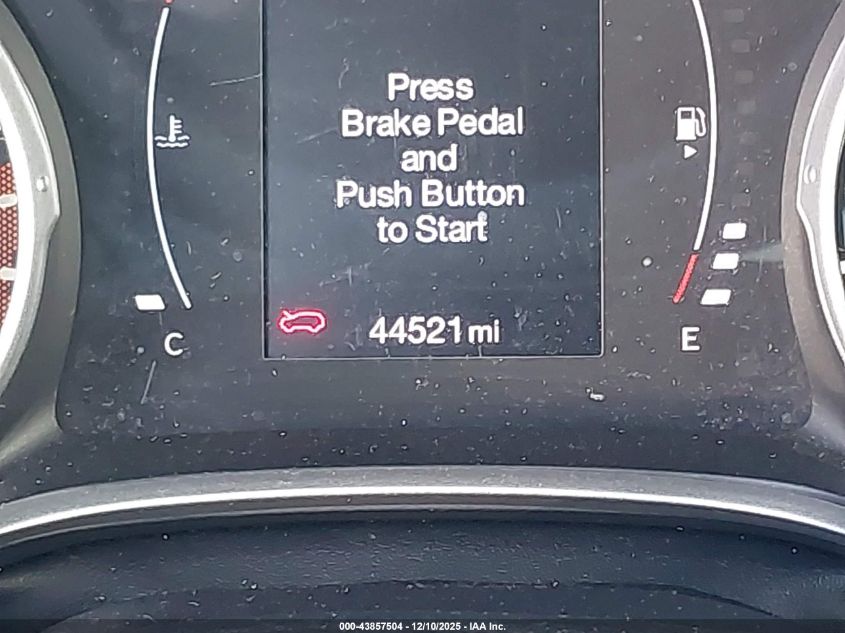 Press
Brake Pedal
and
Push Button
to Start
44521 mi
C
E
000-43857504 - 12/10/2025 - IAA Inc.